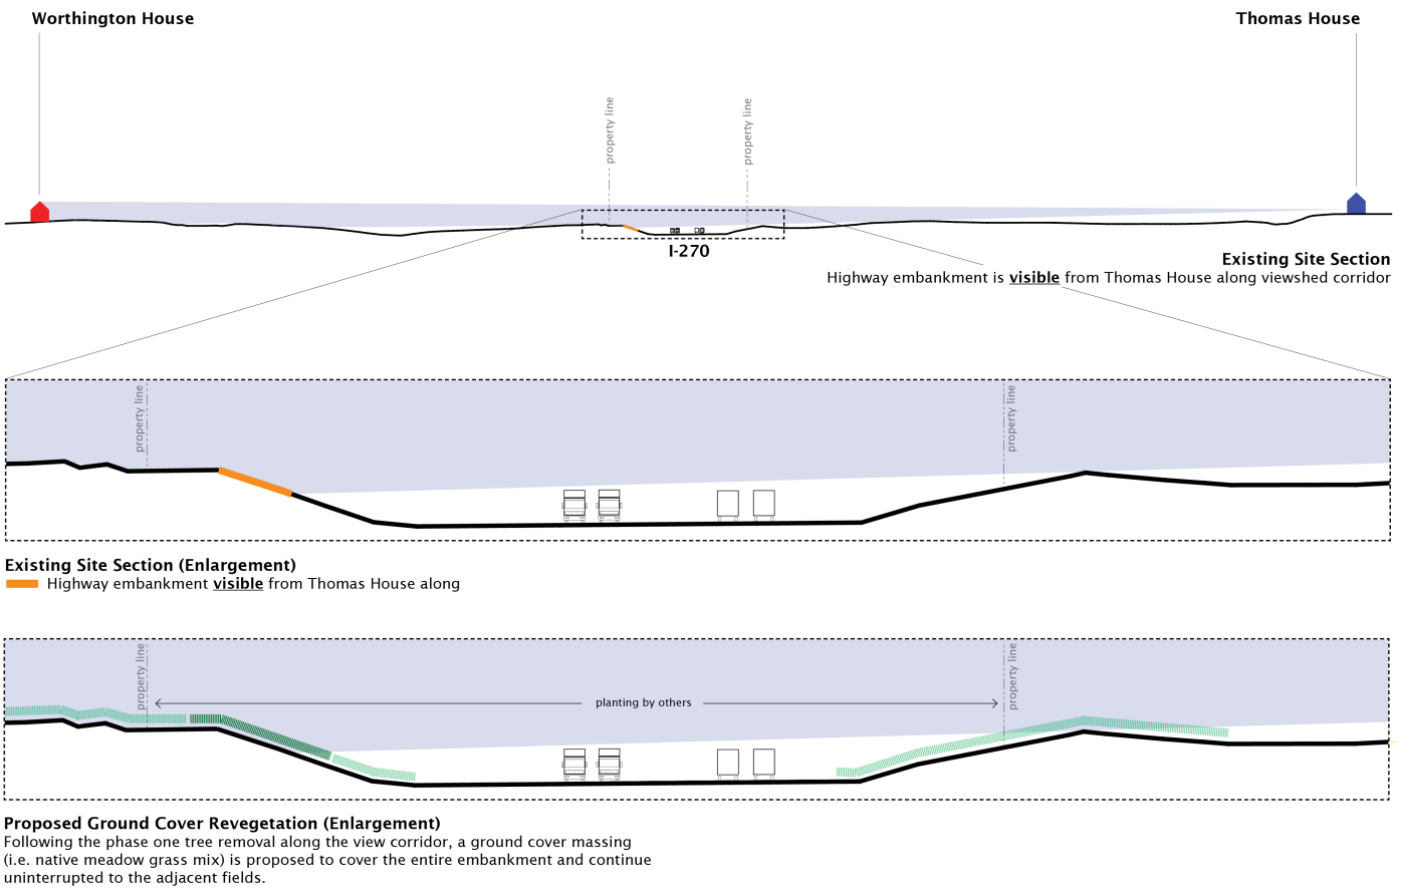 Worthington House
Thomas House
property line
property line
I-270
Existing Site Section
Highway embankment is visible from Thomas House along viewshed corridor
property line
property line
Existing Site Section (Enlargement)
Highway embankment visible from Thomas House along
property line
property line
planting by others
Proposed Ground Cover Revegetation (Enlargement)
Following the phase one tree removal along the view corridor, a ground cover massing
(i.e. native meadow grass mix) is proposed to cover the entire embankment and continue
uninterrupted to the adjacent fields.